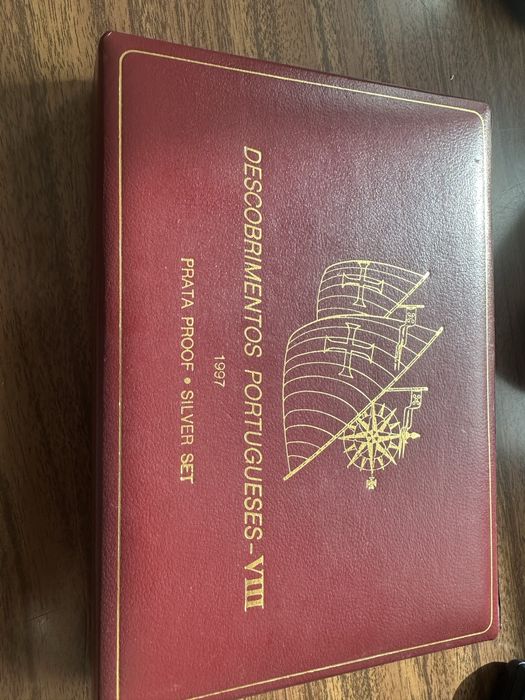 DESCOBRIMENTOS PORTUGUESES-VIII
1997
PRATA PROOF • SILVER SET